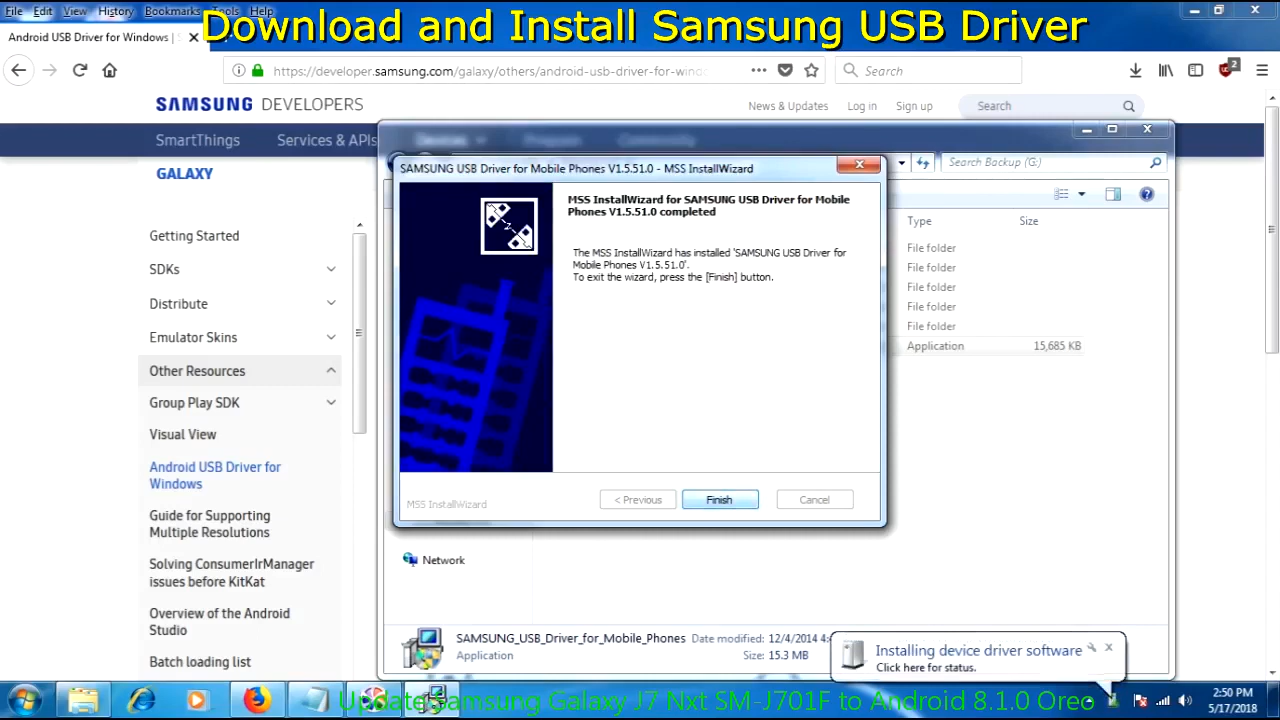 File Edit View History Bookmarks Tools Help
Download and Install Samsung USB Driver
Android USB Driver for Windows |
https://developer.samsung.com/galaxy/others/android-usb-driver-for-windo
Search
2
SAMSUNG DEVELOPERS
News & Updates Log in Sign up Search
SmartThings Services & APIs Devices Program Community
GALAXY
Getting Started
SDKs
Distribute
Emulator Skins
Other Resources
Group Play SDK
Visual View
Android USB Driver for
Windows
Guide for Supporting
Multiple Resolutions
Solving ConsumerIrManager
issues before KitKat
Overview of the Android
Studio
Batch loading list
Search Backup (G:)
SAMSUNG USB Driver for Mobile Phones V1.5.51.0 - MSS InstallWizard
MSS InstallWizard for SAMSUNG USB Driver for Mobile
Phones V1.5.51.0 completed
The MSS InstallWizard has installed 'SAMSUNG USB Driver for
Mobile Phones V1.5.51.0'.
To exit the wizard, press the [Finish] button.
MSS InstallWizard
< Previous Finish Cancel
Type Size
File folder
File folder
File folder
File folder
File folder
Application 15,685 KB
Network
SAMSUNG_USB_Driver_for_Mobile_Phones Date modified: 12/4/2014 4:
Application Size: 15.3 MB
Installing device driver software
Click here for status.
Update Samsung Galaxy J7 Nxt SM-J701F to Android 8.1.0 Oreo
2:50 PM
5/17/2018